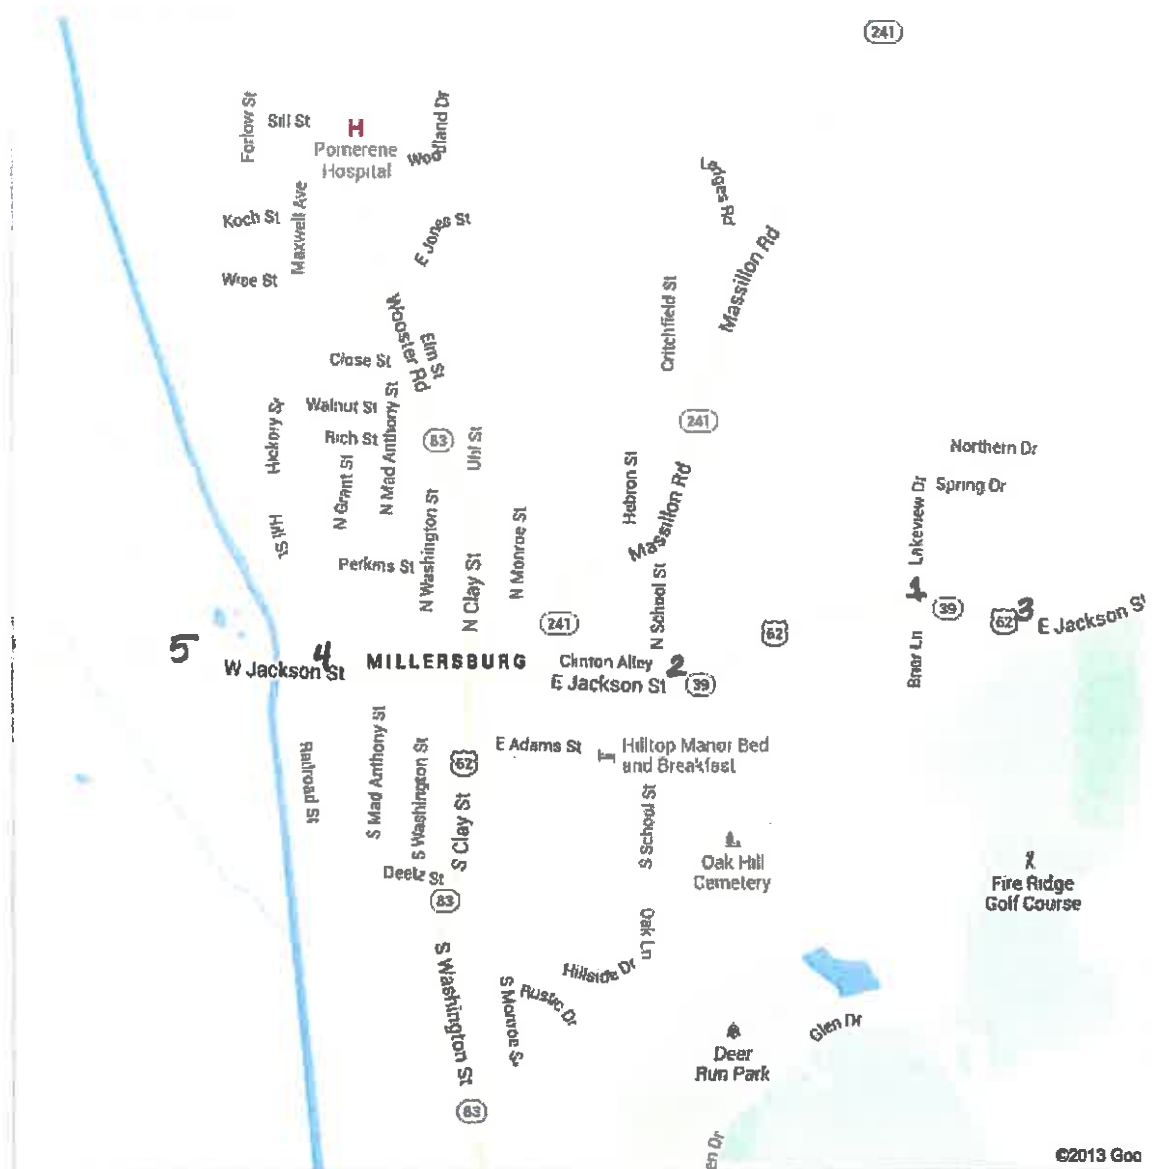 241
Forlow St
Sill St
H
Pomerene
Hospital
Woodland Dr
Maxwell Ave
Koch St
E Jones St
Wise St
Ledges Rd
Massillon Rd
Critchfield St
Wooster Rd
Elm St
Close St
Walnut St
Rich St
Hickory St
N Grant St
N Mad Anthony St
83
Uhl St
241
Hebron St
Massillon Rd
Northern Dr
Spring Dr
Lakeview Dr
Hill St
Perkins St
N Washington St
N Clay St
N Monroe St
N School St
1
39
62
3
E Jackson St
241
62
Briar Ln
5
4
W Jackson St
MILLERSBURG
Clinton Alley
2
E Jackson St
39
Railroad St
S Mad Anthony St
S Washington St
62
S Clay St
E Adams St
Hilltop Manor Bed
and Breakfast
S School St
Deetz St
83
Oak Hill
Cemetery
Fire Ridge
Golf Course
Oak Ln
Hillside Dr
S Washington St
S Monroe St
Rustic Dr
Glen Dr
Deer
Run Park
83
en Dr
©2013 Goo